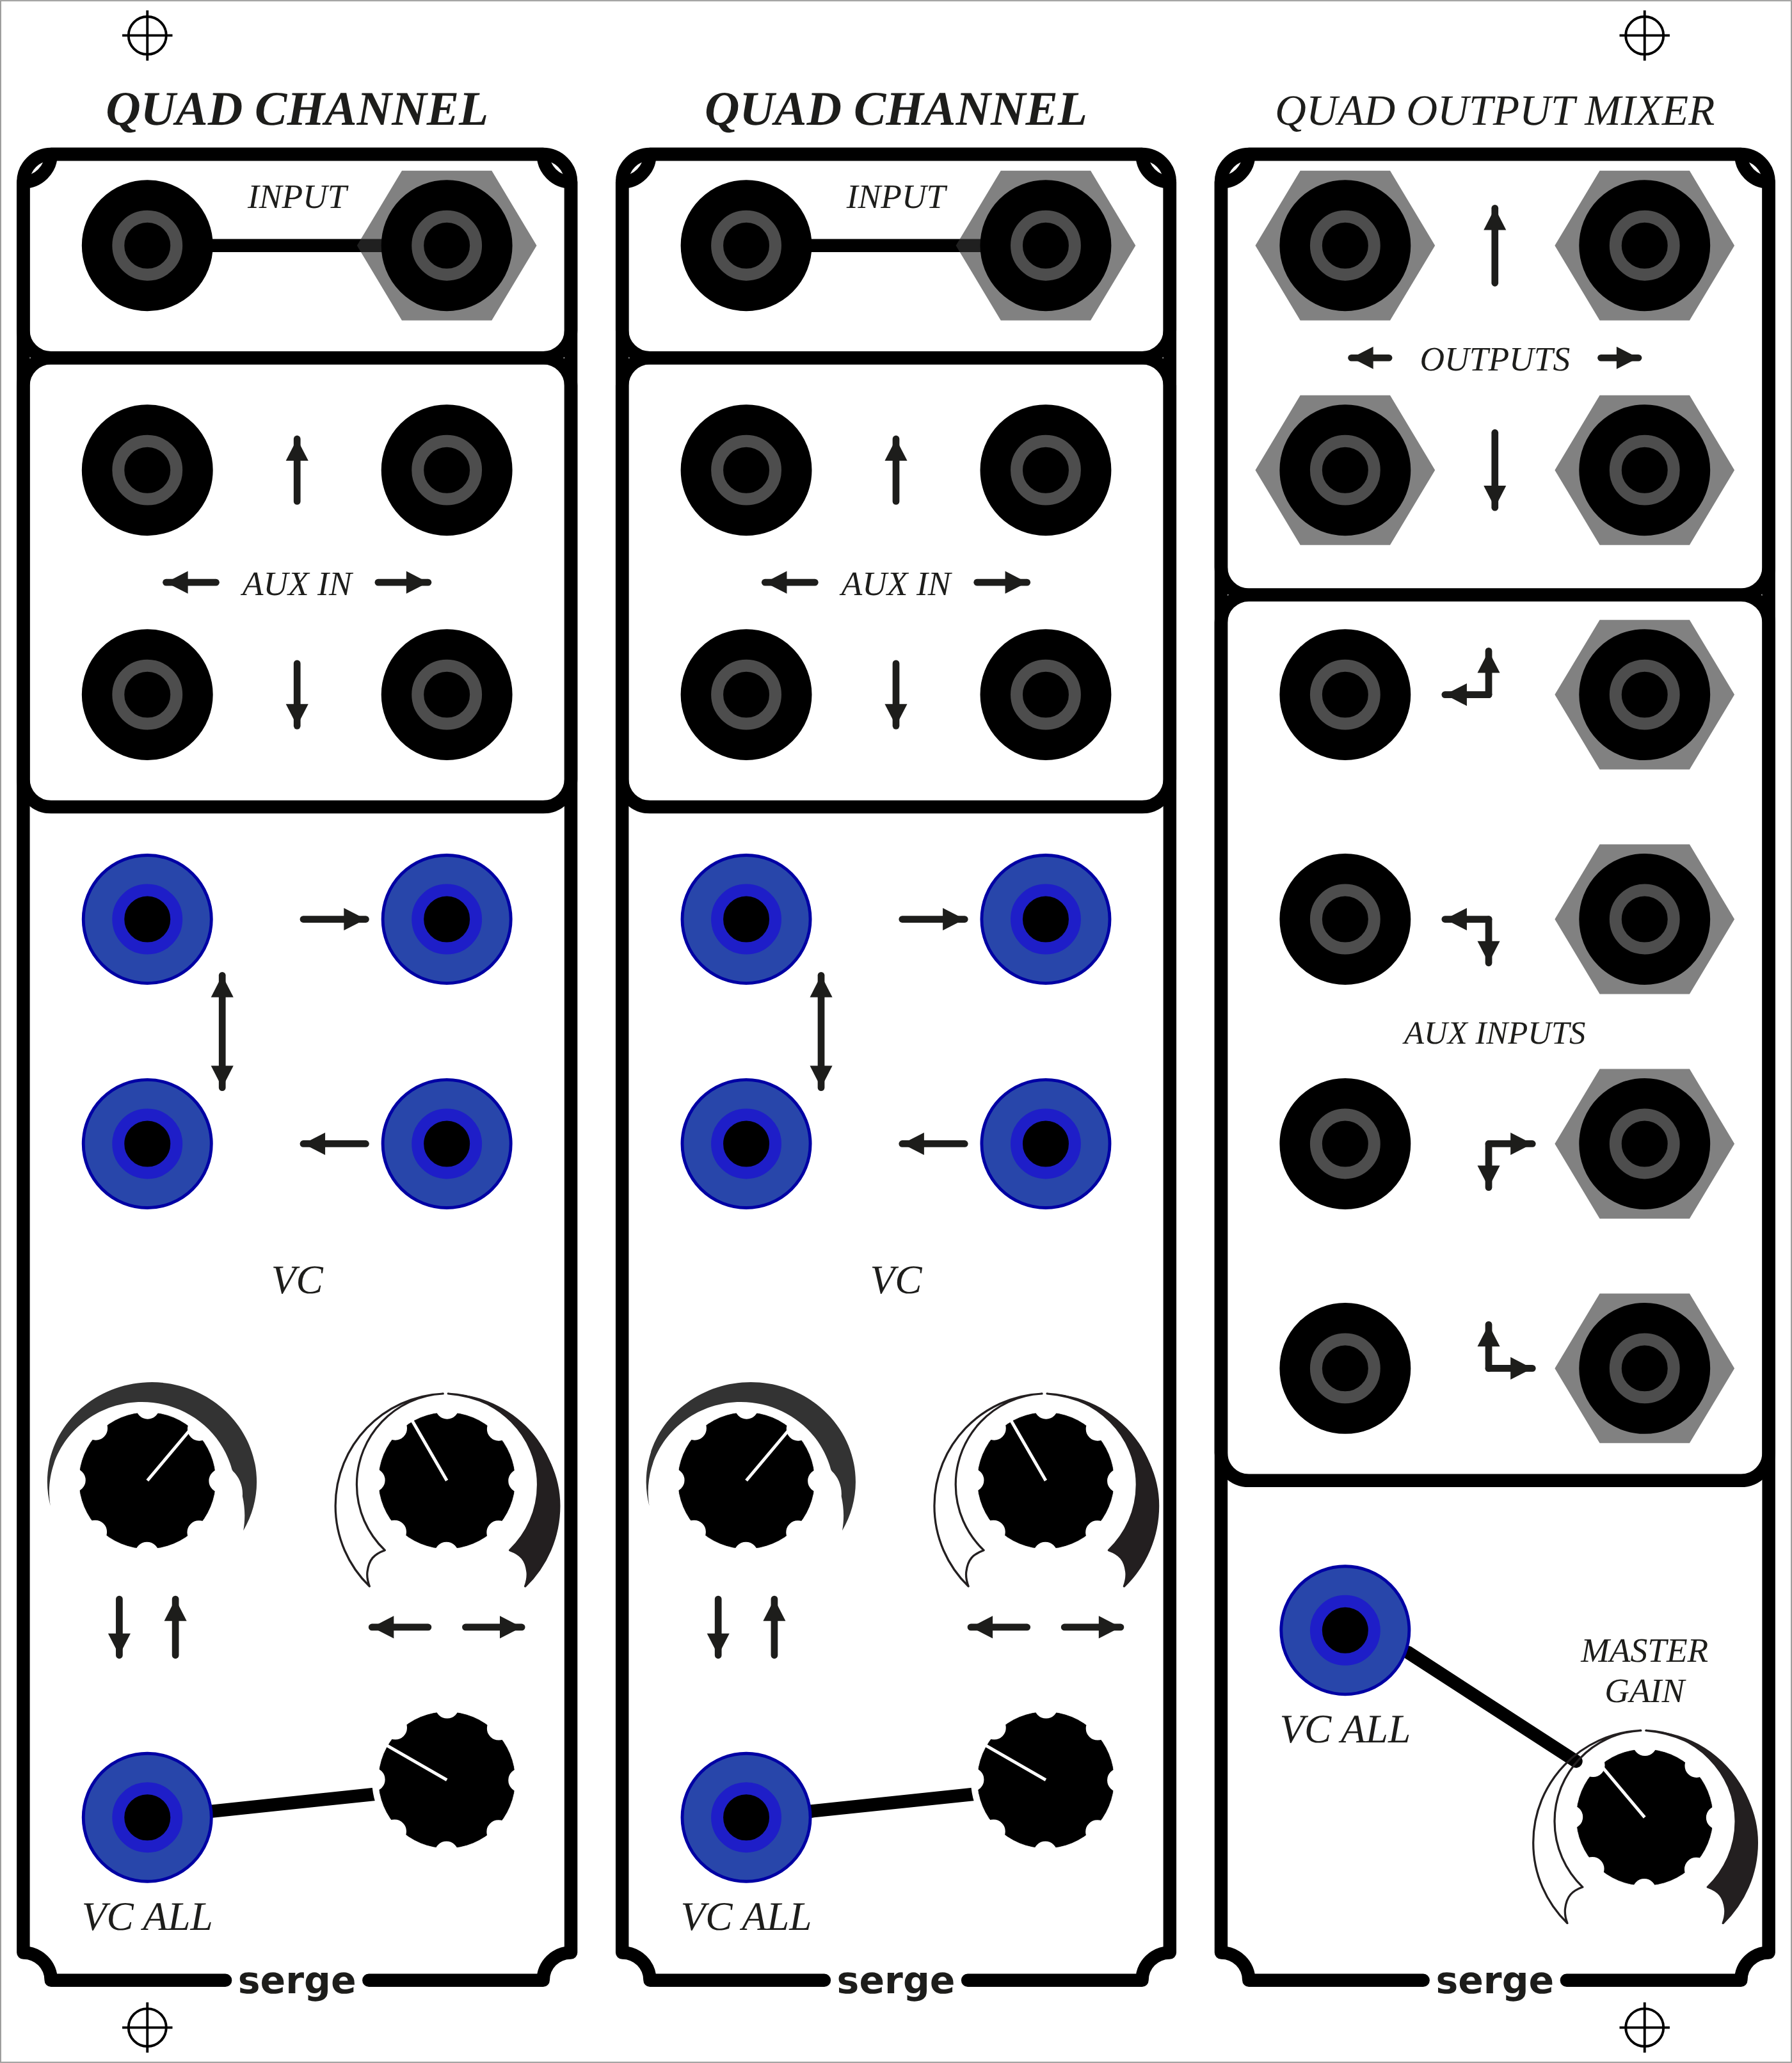 QUAD CHANNEL
INPUT
AUX IN
VC
VC ALL
serge
QUAD CHANNEL
INPUT
AUX IN
VC
VC ALL
serge
QUAD OUTPUT MIXER
OUTPUTS
AUX INPUTS
MASTER
GAIN
VC ALL
serge